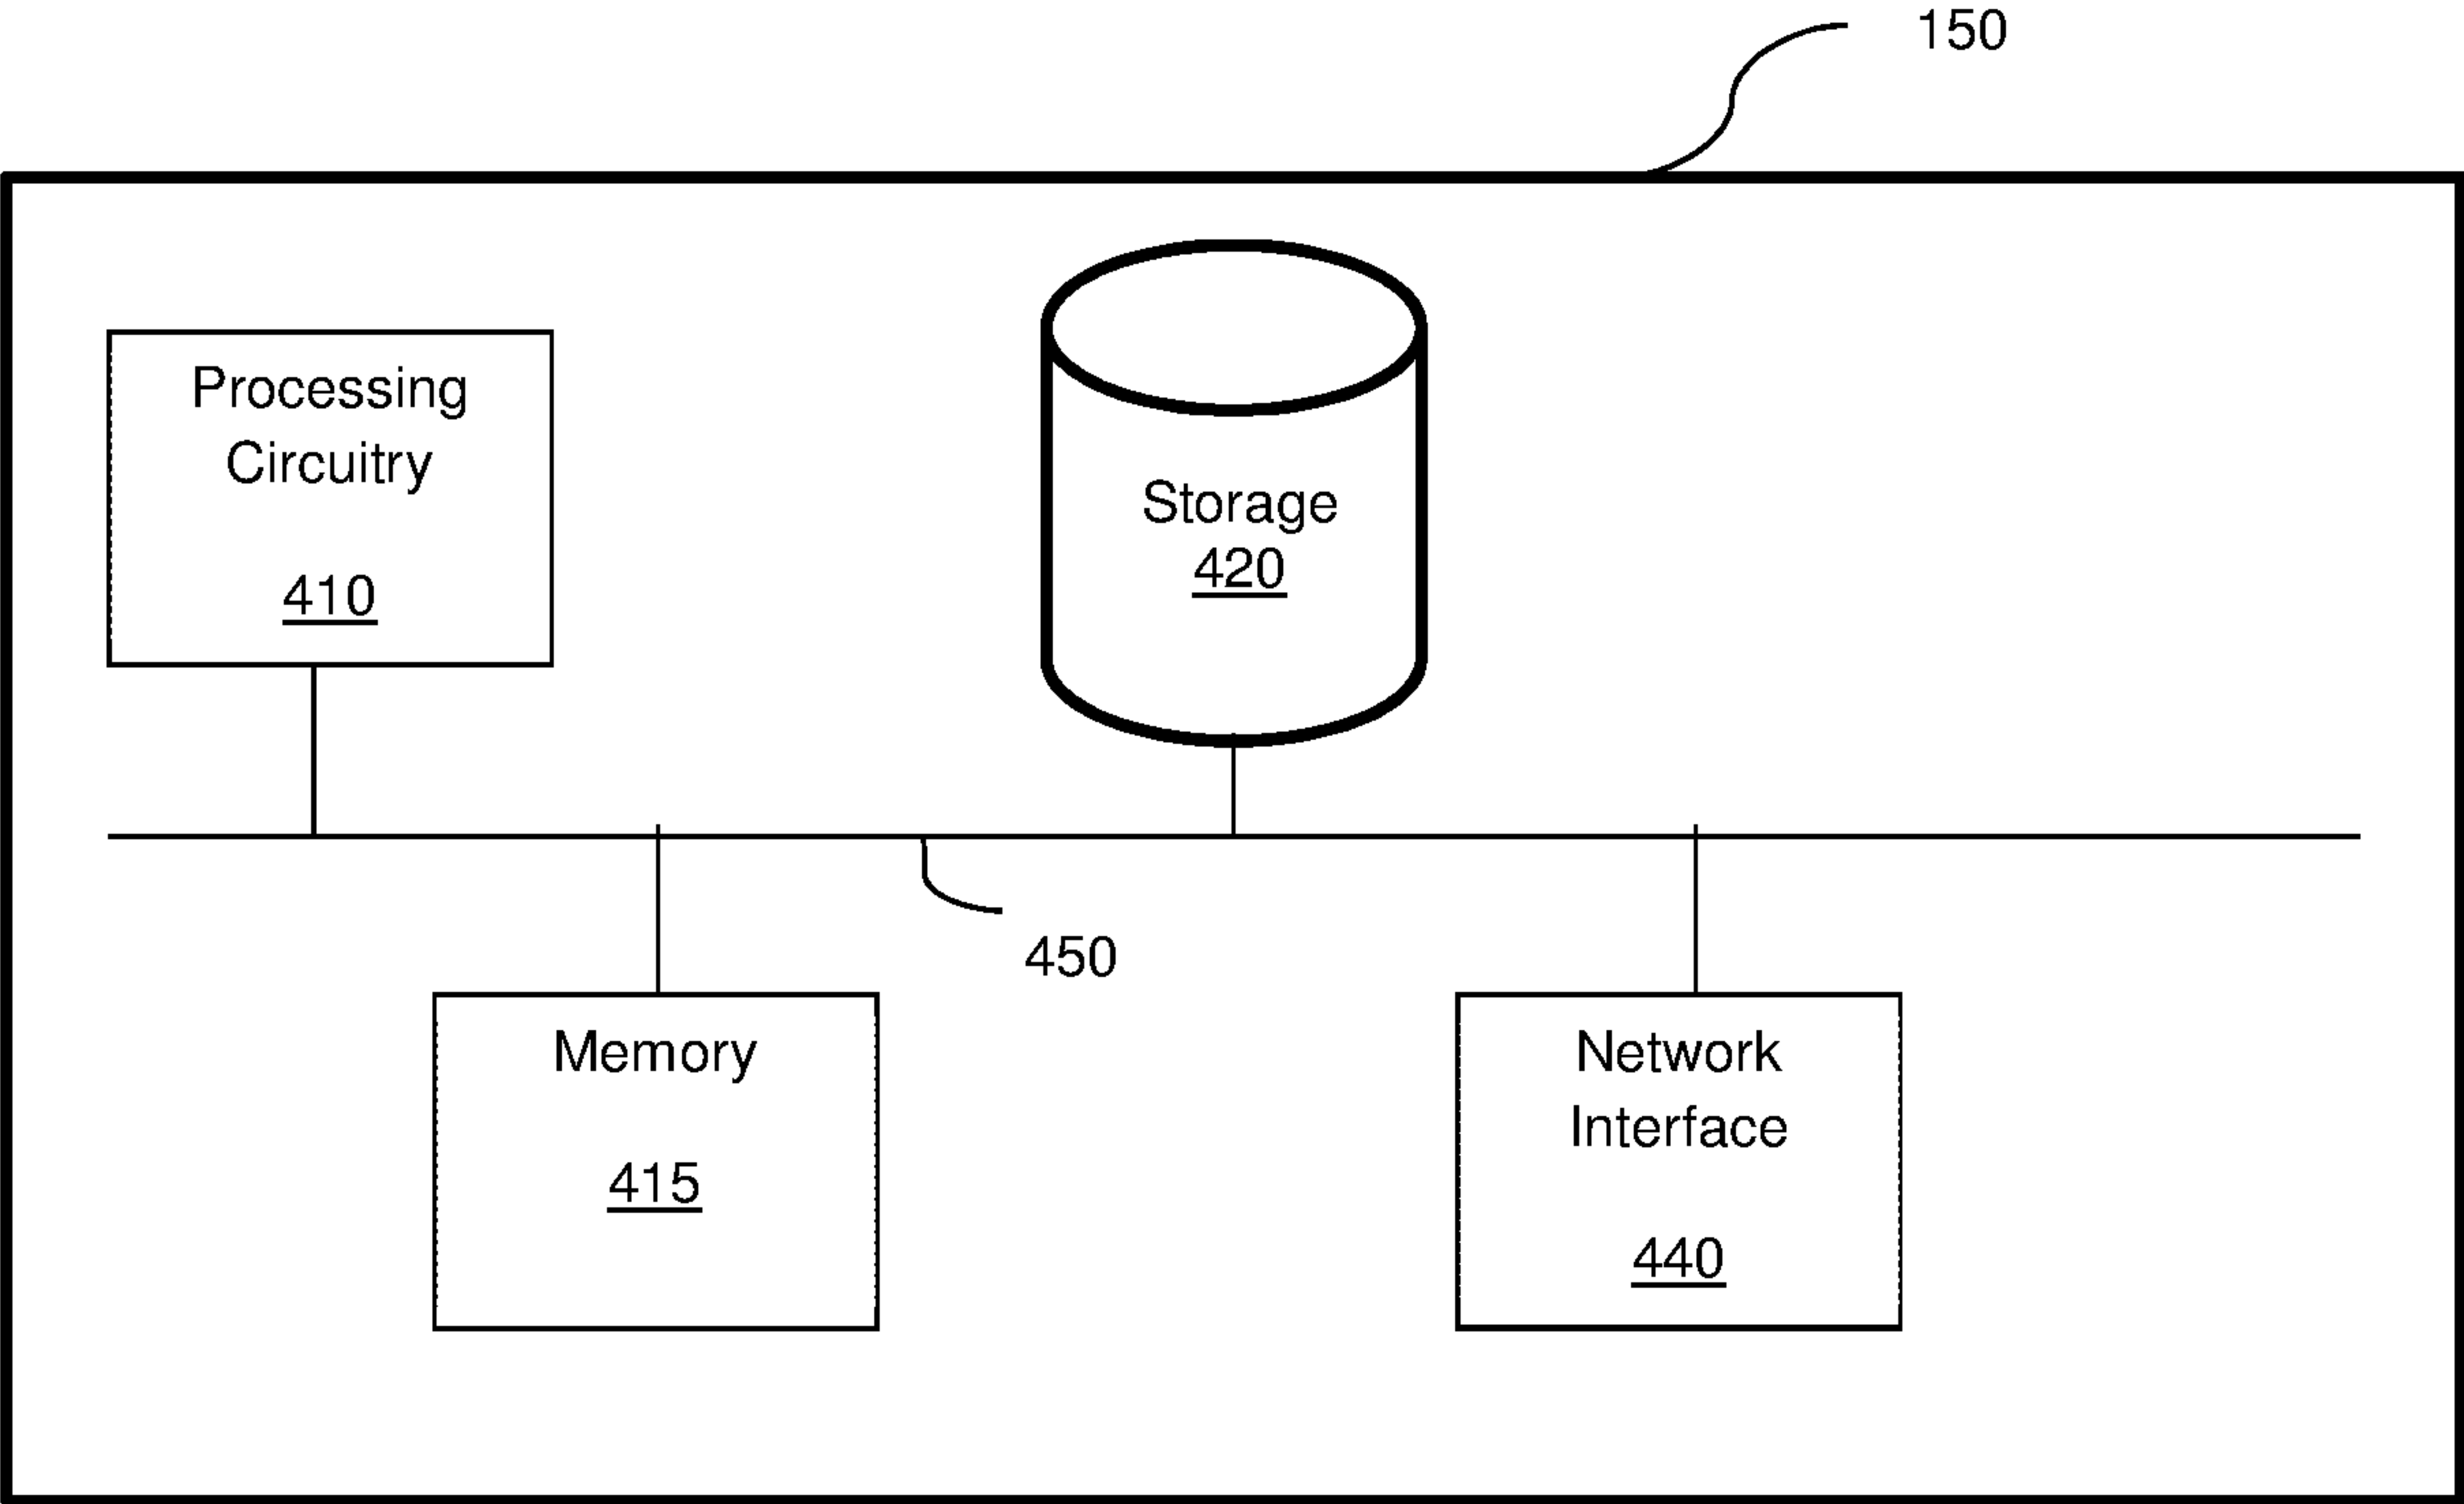 150
Processing
Circuitry
410
Storage
420
450
Memory
415
Network
Interface
440